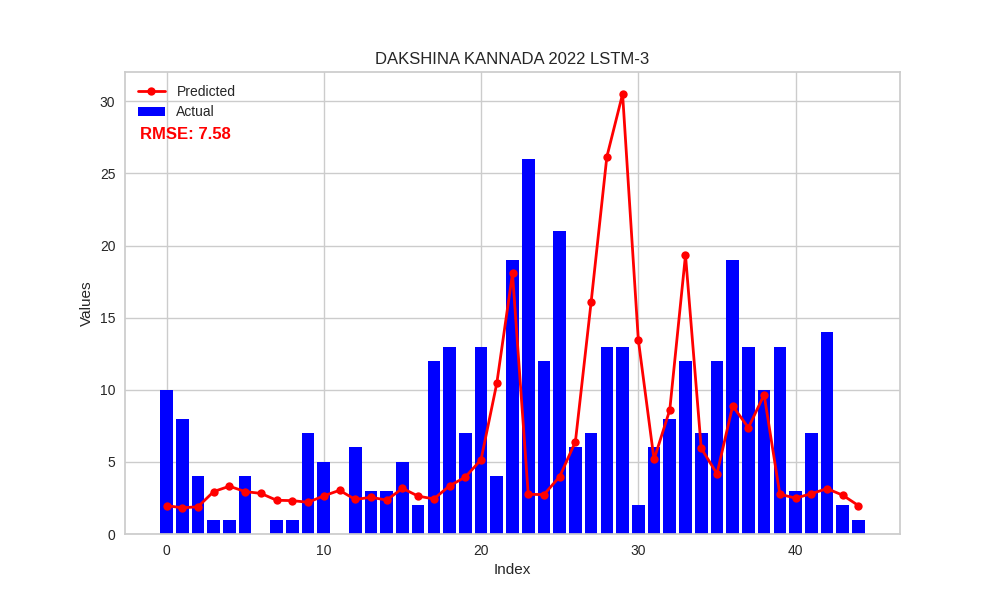 DAKSHINA KANNADA 2022 LSTM-3
Predicted
Actual
RMSE: 7.58
Values
30
25
20
15
10
5
0
0 10 20 30 40
Index